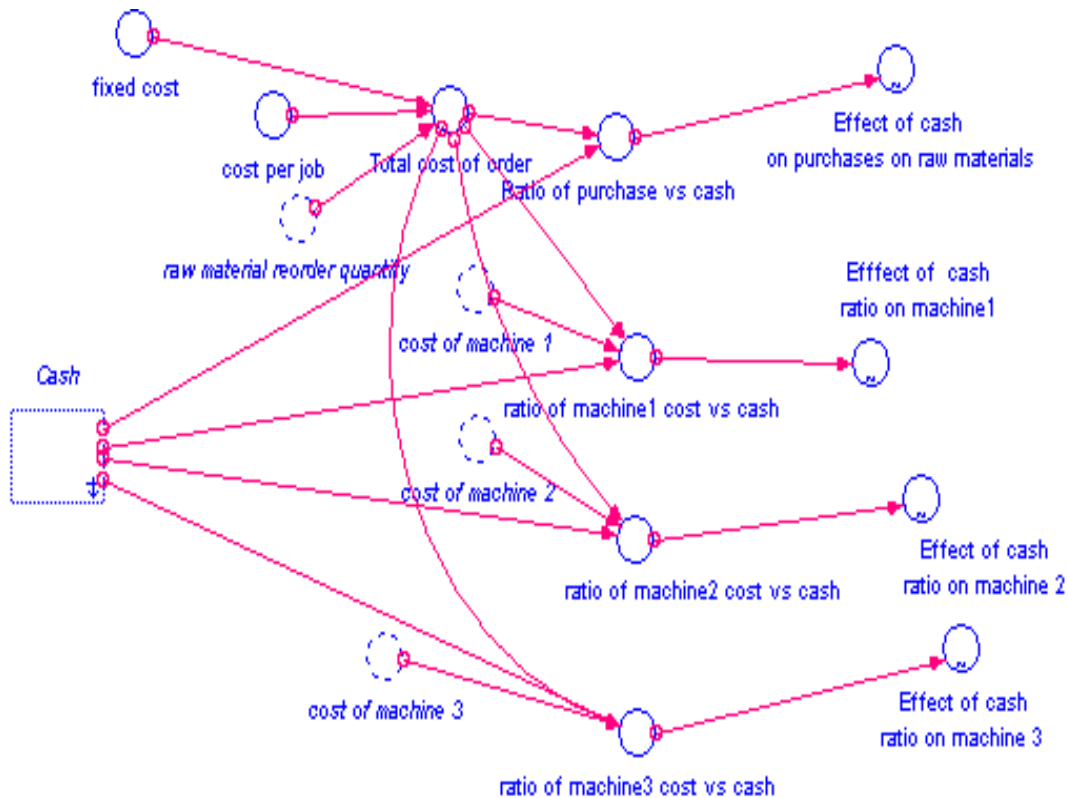 fixed cost
Effect of cash
on purchases on raw materials
cost per job
Total cost of order
Ratio of purchase vs cash
raw material reorder quantity
Efffect of cash
ratio on machine1
cost of machine 1
Cash
ratio of machine1 cost vs cash
cost of machine 2
Effect of cash
ratio on machine 2
ratio of machine2 cost vs cash
cost of machine 3
Effect of cash
ratio on machine 3
ratio of machine3 cost vs cash